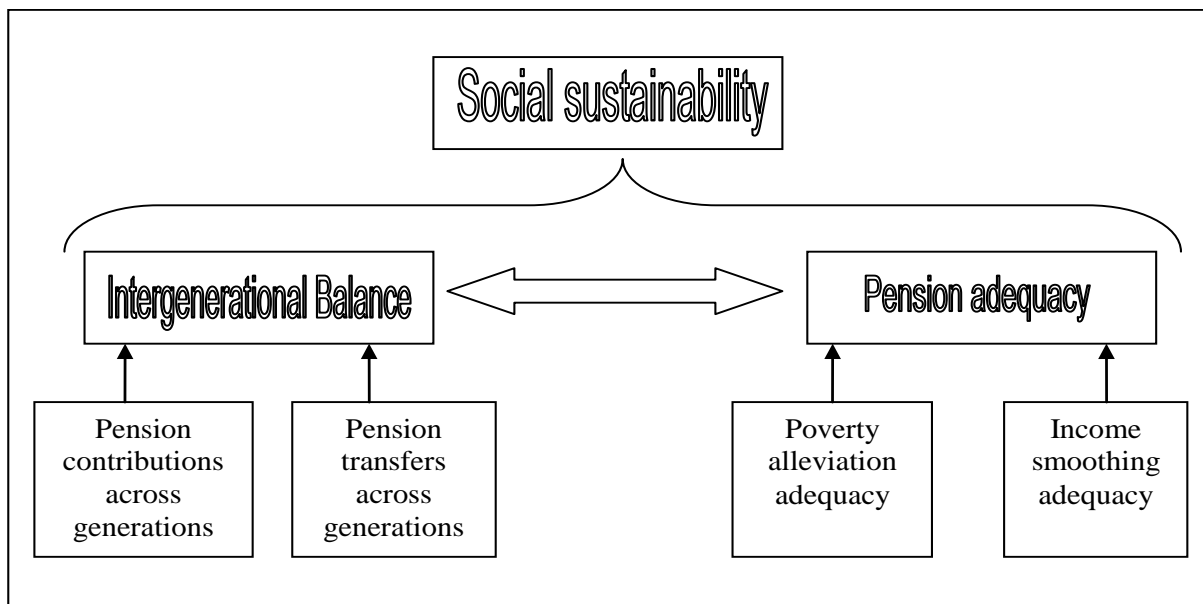 Social sustainability
Intergenerational Balance
Pension adequacy
Pension
contributions
across
generations
Pension
transfers
across
generations
Poverty
alleviation
adequacy
Income
smoothing
adequacy